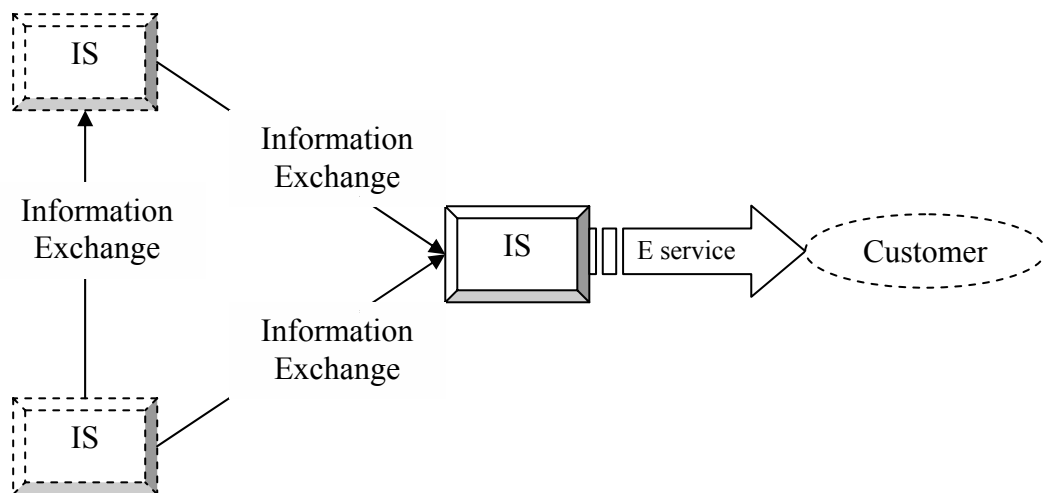 IS
Information
Exchange
Information
Exchange
IS
E service
Customer
Information
Exchange
IS